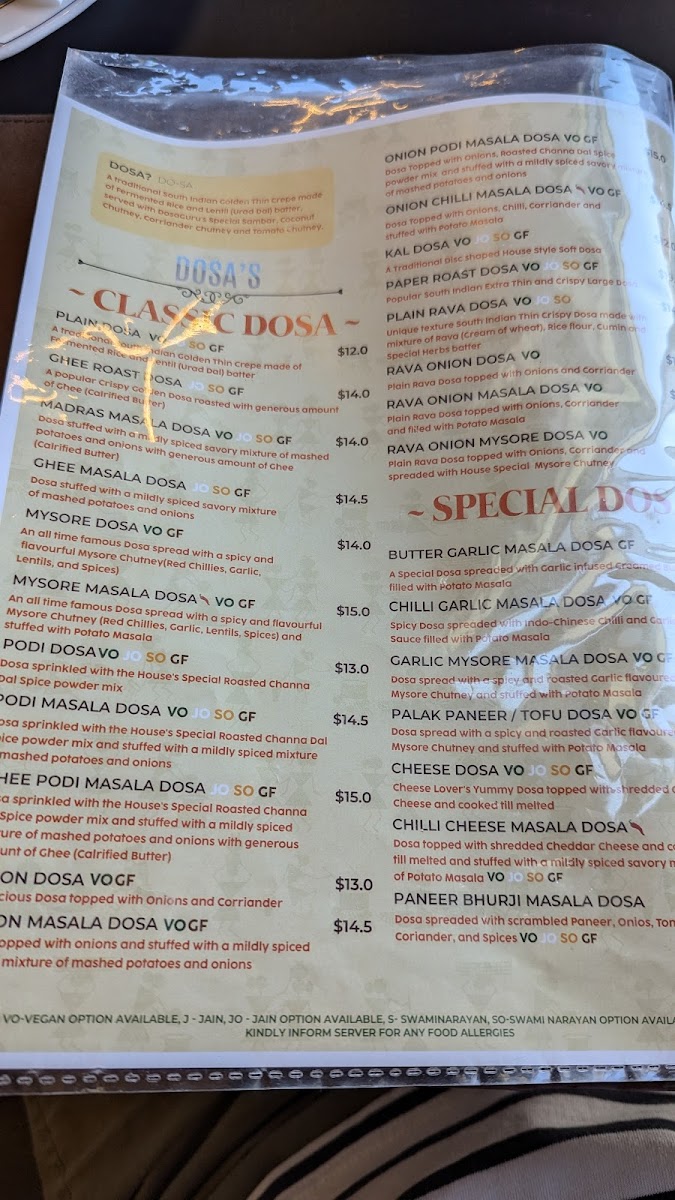 DOSA? DO-SA
A traditional South Indian Golden Thin crepe made
of Fermented Rice and Lentil (Urad Dal) batter,
served with DosaGuru's Special Sambar, Coconut
Chutney, Corriander Chutney and Tomato Chutney.
DOSA'S
~ CLASSIC DOSA ~
PLAIN DOSA VO JO SO GF
$12.0
A traditional South Indian Golden Thin crepe made of
Fermented Rice and Lentil (Urad Dal) batter
GHEE ROAST DOSA JO SO GF
$14.0
A popular Crispy Golden Dosa roasted with generous amount
of Ghee (Calrified Butter)
MADRAS MASALA DOSA VO JO SO GF
$14.0
Dosa stuffed with a mildly spiced savory mixture of mashed
potatoes and onions with generous amount of Ghee
(Calrified Butter)
GHEE MASALA DOSA JO SO GF
$14.5
Dosa stuffed with a mildly spiced savory mixture
of mashed potatoes and onions
MYSORE DOSA VO GF
$14.0
An all time famous Dosa spread with a spicy and
flavourful Mysore Chutney(Red Chillies, Garlic,
Lentils, and Spices)
MYSORE MASALA DOSA VO GF
$15.0
An all time famous Dosa spread with a spicy and flavourful
Mysore Chutney (Red Chillies, Garlic, Lentils, Spices) and
stuffed with Potato Masala
PODI DOSA VO JO SO GF
$13.0
Dosa sprinkled with the House's Special Roasted Channa
Dal Spice powder mix
PODI MASALA DOSA VO JO SO GF
$14.5
osa sprinkled with the House's Special Roasted Channa Dal
ice powder mix and stuffed with a mildly spiced mixture
mashed potatoes and onions
HEE PODI MASALA DOSA JO SO GF
$15.0
sa sprinkled with the House's Special Roasted Channa
Spice powder mix and stuffed with a mildly spiced
ure of mashed potatoes and onions with generous
unt of Ghee (Calrified Butter)
ON DOSA VO GF
$13.0
cious Dosa topped with Onions and Corriander
ON MASALA DOSA VO GF
$14.5
opped with onions and stuffed with a mildly spiced
mixture of mashed potatoes and onions
ONION PODI MASALA DOSA VO GF
Dosa topped with Onions, Roasted Channa Dal spice
powder mix and stuffed with a mildly spiced savory
of mashed potatoes and onions
ONION CHILLI MASALA DOSA VO GF
Dosa topped with Onions, Chilli, Corriander and
stuffed with Potato Masala
KAL DOSA VO JO SO GF
A Traditional disc shaped House Style Soft Dosa
PAPER ROAST DOSA VO JO SO GF
Popular South Indian Extra Thin and Crispy Large
PLAIN RAVA DOSA VO JO SO
Unique texture South Indian Thin Crispy Dosa made with
mixture of Rava (Cream of wheat), Rice flour, Cumin and
Special Herbs batter
RAVA ONION DOSA VO
Plain Rava Dosa topped with Onions and Corriander
RAVA ONION MASALA DOSA VO
Plain Rava Dosa topped with Onions, Corriander
and filled with Potato Masala
RAVA ONION MYSORE DOSA VO
Plain Rava Dosa topped with Onions, Corriander and
spreaded with House Special Mysore Chutney
~ SPECIAL DOS
BUTTER GARLIC MASALA DOSA GF
A Special Dosa spreaded with Garlic infused Creamed
filled with Potato Masala
CHILLI GARLIC MASALA DOSA VO GF
Spicy Dosa spreaded with Indo-Chinese Chilli and
Sauce filled with Potato Masala
GARLIC MYSORE MASALA DOSA VO GF
Dosa spread with a spicy and roasted Garlic flavoure
Mysore Chutney and stuffed with Potato Masala
PALAK PANEER / TOFU DOSA VO GF
Dosa spread with a spicy and roasted Garlic flavoure
Mysore Chutney and stuffed with Potato Masala
CHEESE DOSA VO JO SO GF
Cheese Lover's Yummy Dosa topped with shredded
Cheese and cooked till melted
CHILLI CHEESE MASALA DOSA
Dosa topped with shredded Cheddar Cheese and c
till melted and stuffed with a mildly spiced savory m
of Potato Masala VO JO SO GF
PANEER BHURJI MASALA DOSA
Dosa spreaded with scrambled Paneer, Onios, Tom
Coriander, and Spices VO JO SO GF
VO-VEGAN OPTION AVAILABLE, J - JAIN, JO - JAIN OPTION AVAILABLE, S- SWAMINARAYAN, SO-SWAMI NARAYAN OPTION AVAILA
KINDLY INFORM SERVER FOR ANY FOOD ALLERGIES